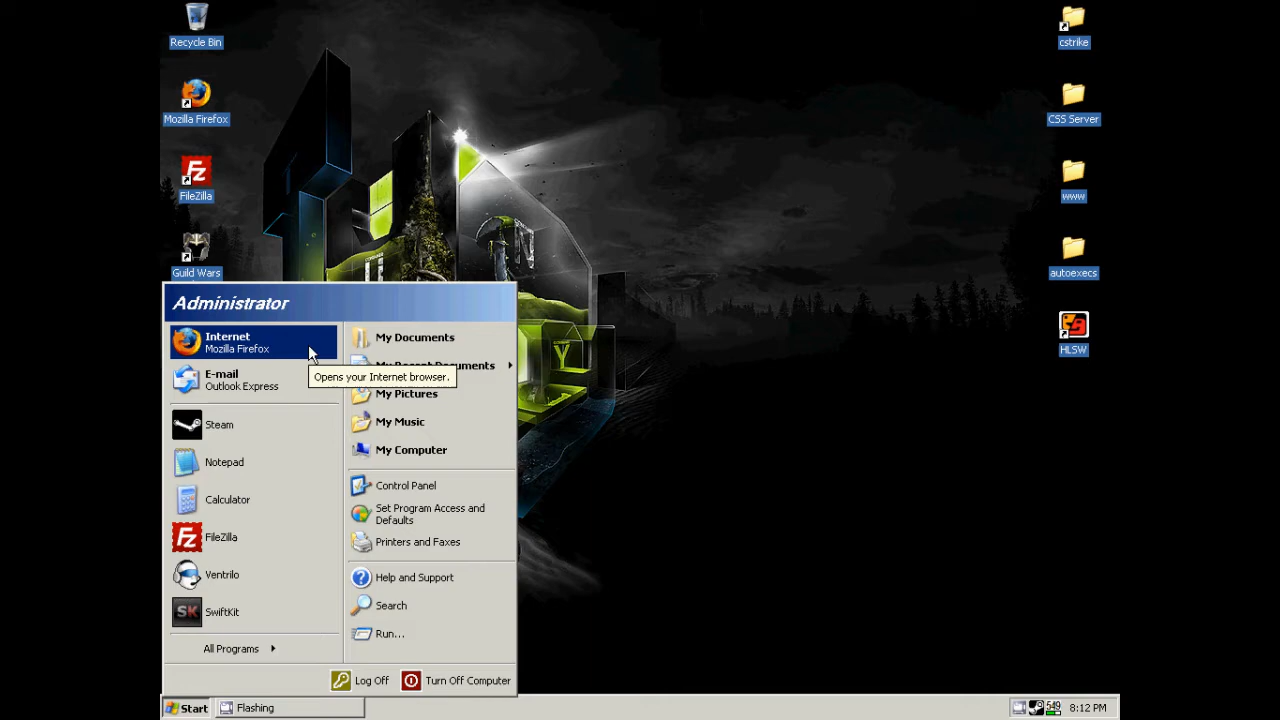 Recycle Bin
Mozilla Firefox
FileZilla
Guild Wars
cstrike
CSS Server
www
autoexecs
HLSW
Administrator
Internet
Mozilla Firefox
E-mail
Outlook Express
Steam
Notepad
Calculator
FileZilla
Ventrilo
SwiftKit
All Programs
My Documents
Documents
Opens your Internet browser.
My Pictures
My Music
My Computer
Control Panel
Set Program Access and
Defaults
Printers and Faxes
Help and Support
Search
Run...
Log Off
Turn Off Computer
Start
Flashing
549
8:12 PM